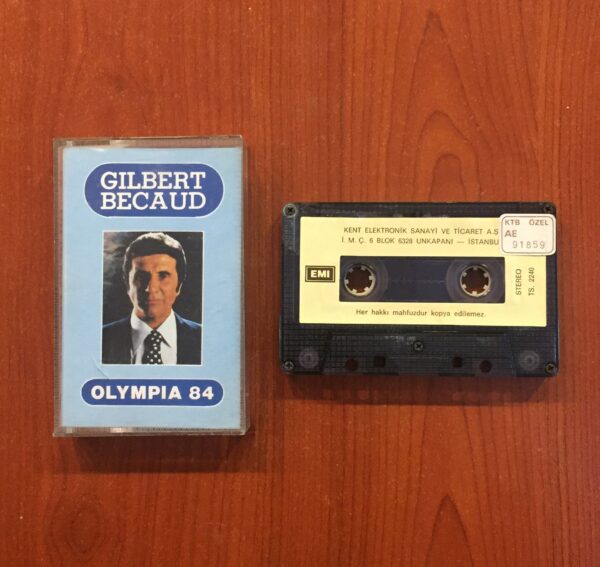 GILBERT
BECAUD
OLYMPIA 84
KENT ELEKTRONİK SANAYİ VE TİCARET A.Ş
İ. M. Ç. 6 BLOK 6328 UNKAPANI — İSTANBU
KTB ÖZEL
AE
91859
EMI
STEREO
TS. 2240
Her hakkı mahfuzdur kopya edilemez.